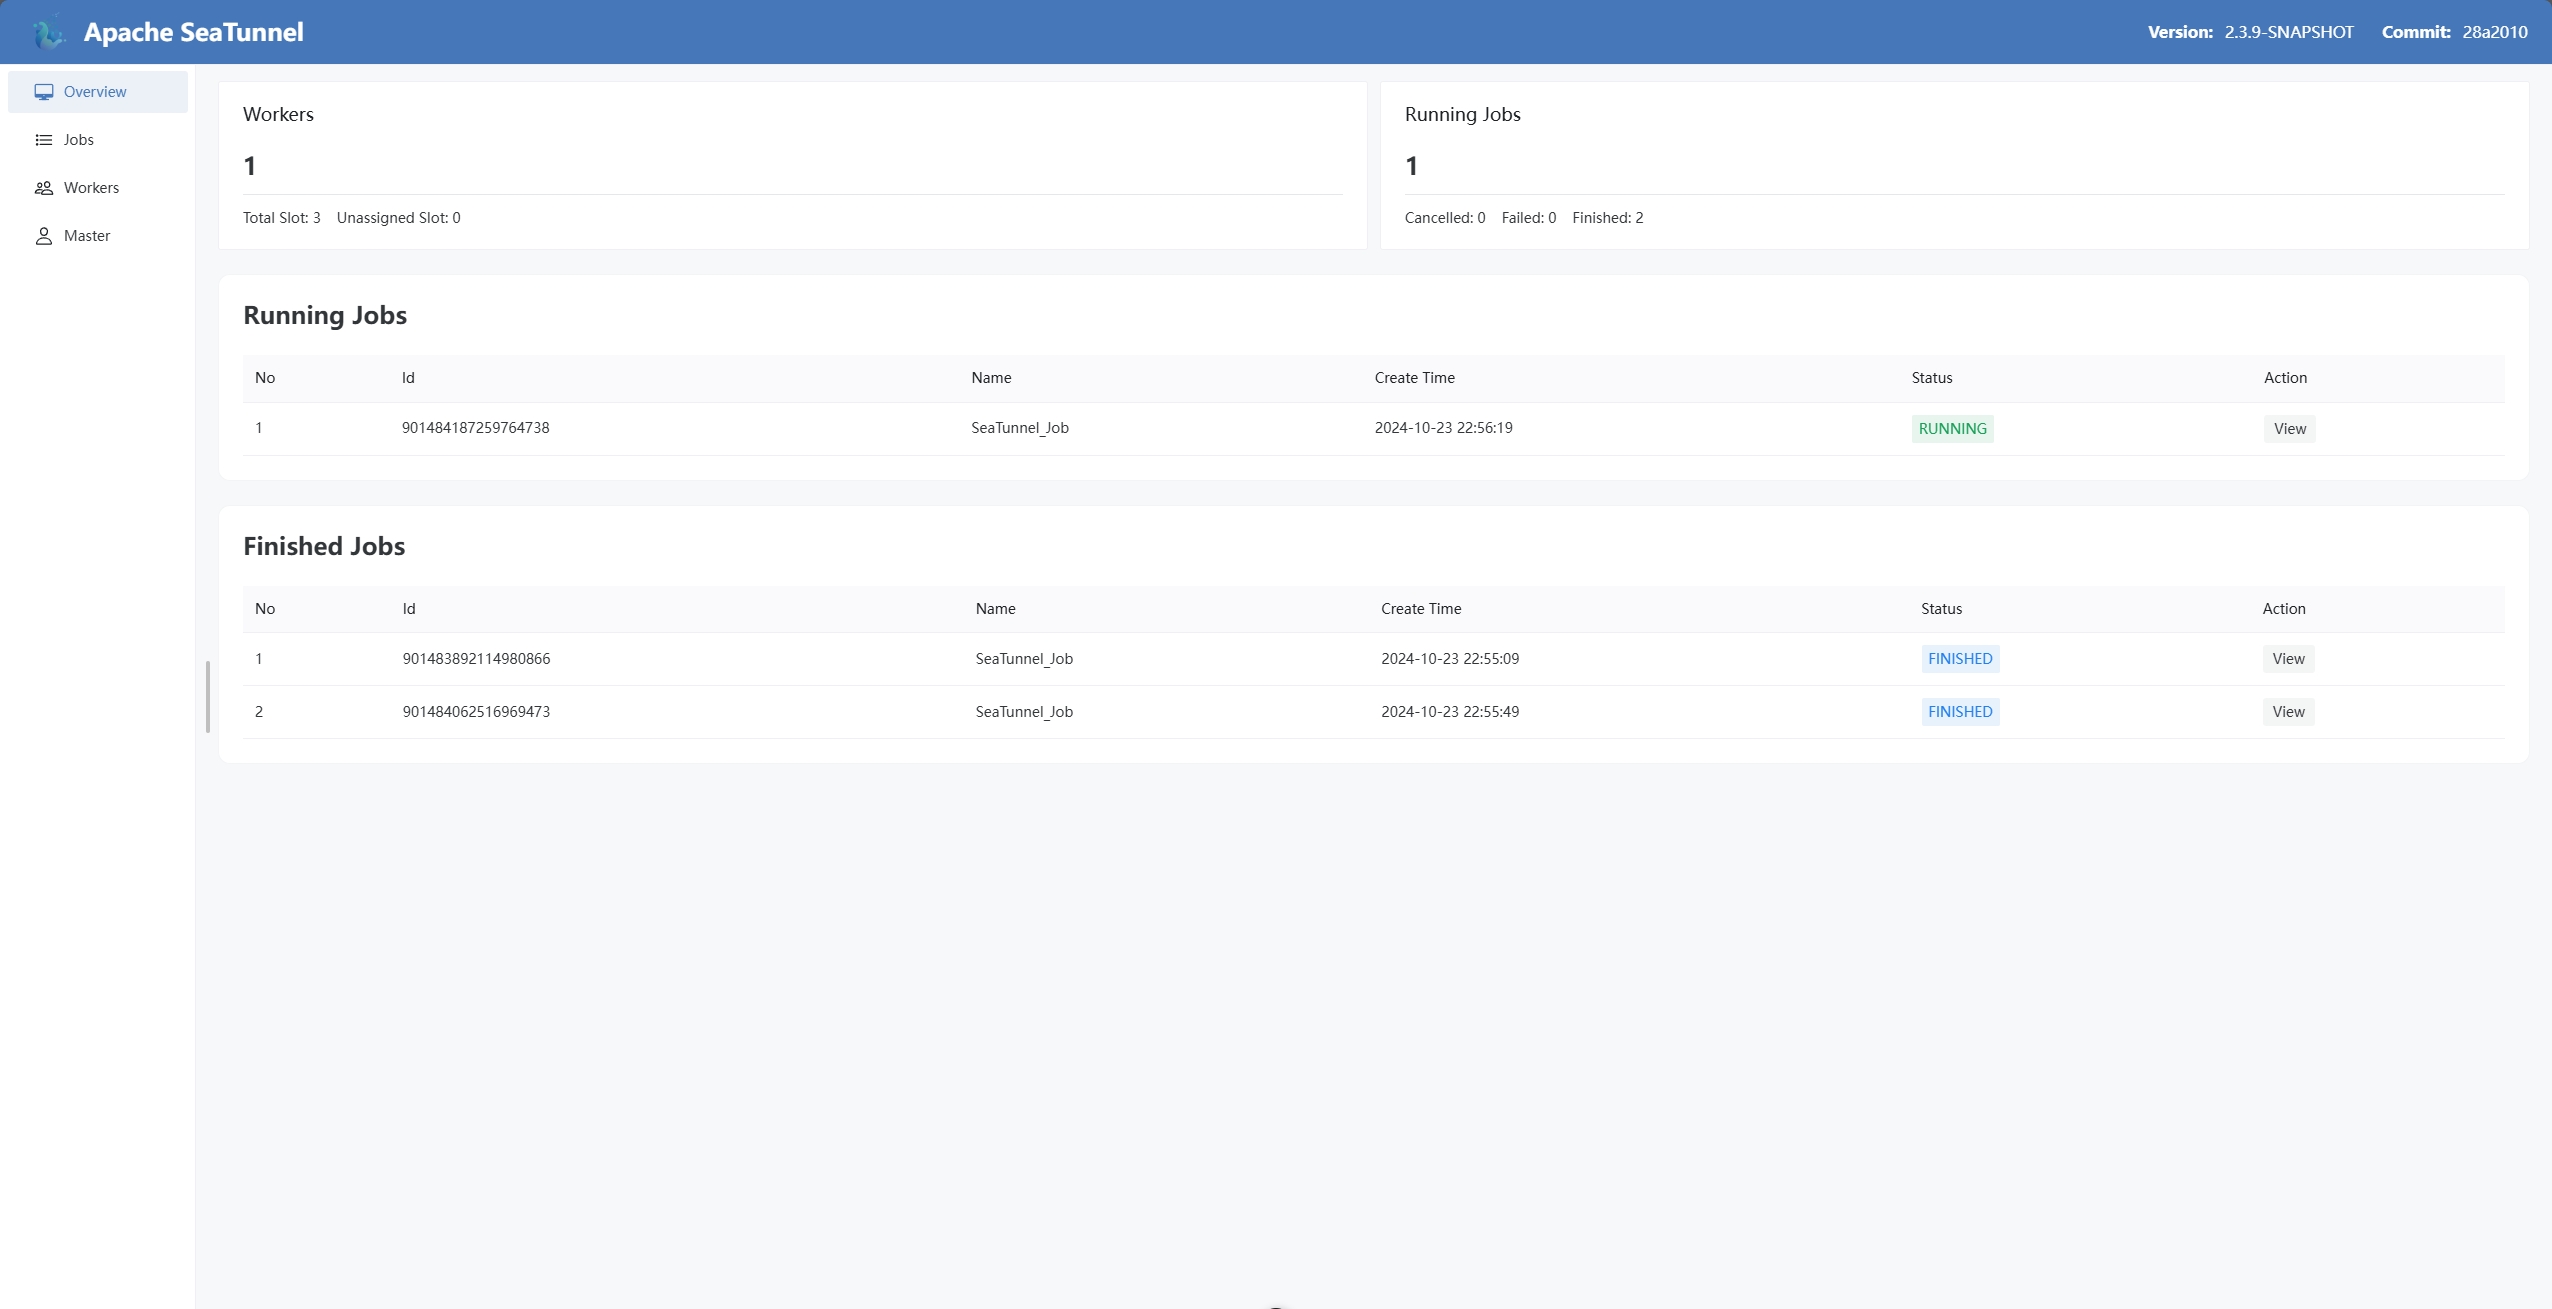 Apache SeaTunnel
Version: 2.3.9-SNAPSHOT Commit: 28a2010
Overview
Jobs
Workers
Master
Workers
1
Total Slot: 3 Unassigned Slot: 0
Running Jobs
1
Cancelled: 0 Failed: 0 Finished: 2
Running Jobs
No Id Name Create Time Status Action
1 901484187259764738 SeaTunnel_Job 2024-10-23 22:56:19 RUNNING View
Finished Jobs
No Id Name Create Time Status Action
1 901483892114980866 SeaTunnel_Job 2024-10-23 22:55:09 FINISHED View
2 901484062516969473 SeaTunnel_Job 2024-10-23 22:55:49 FINISHED View